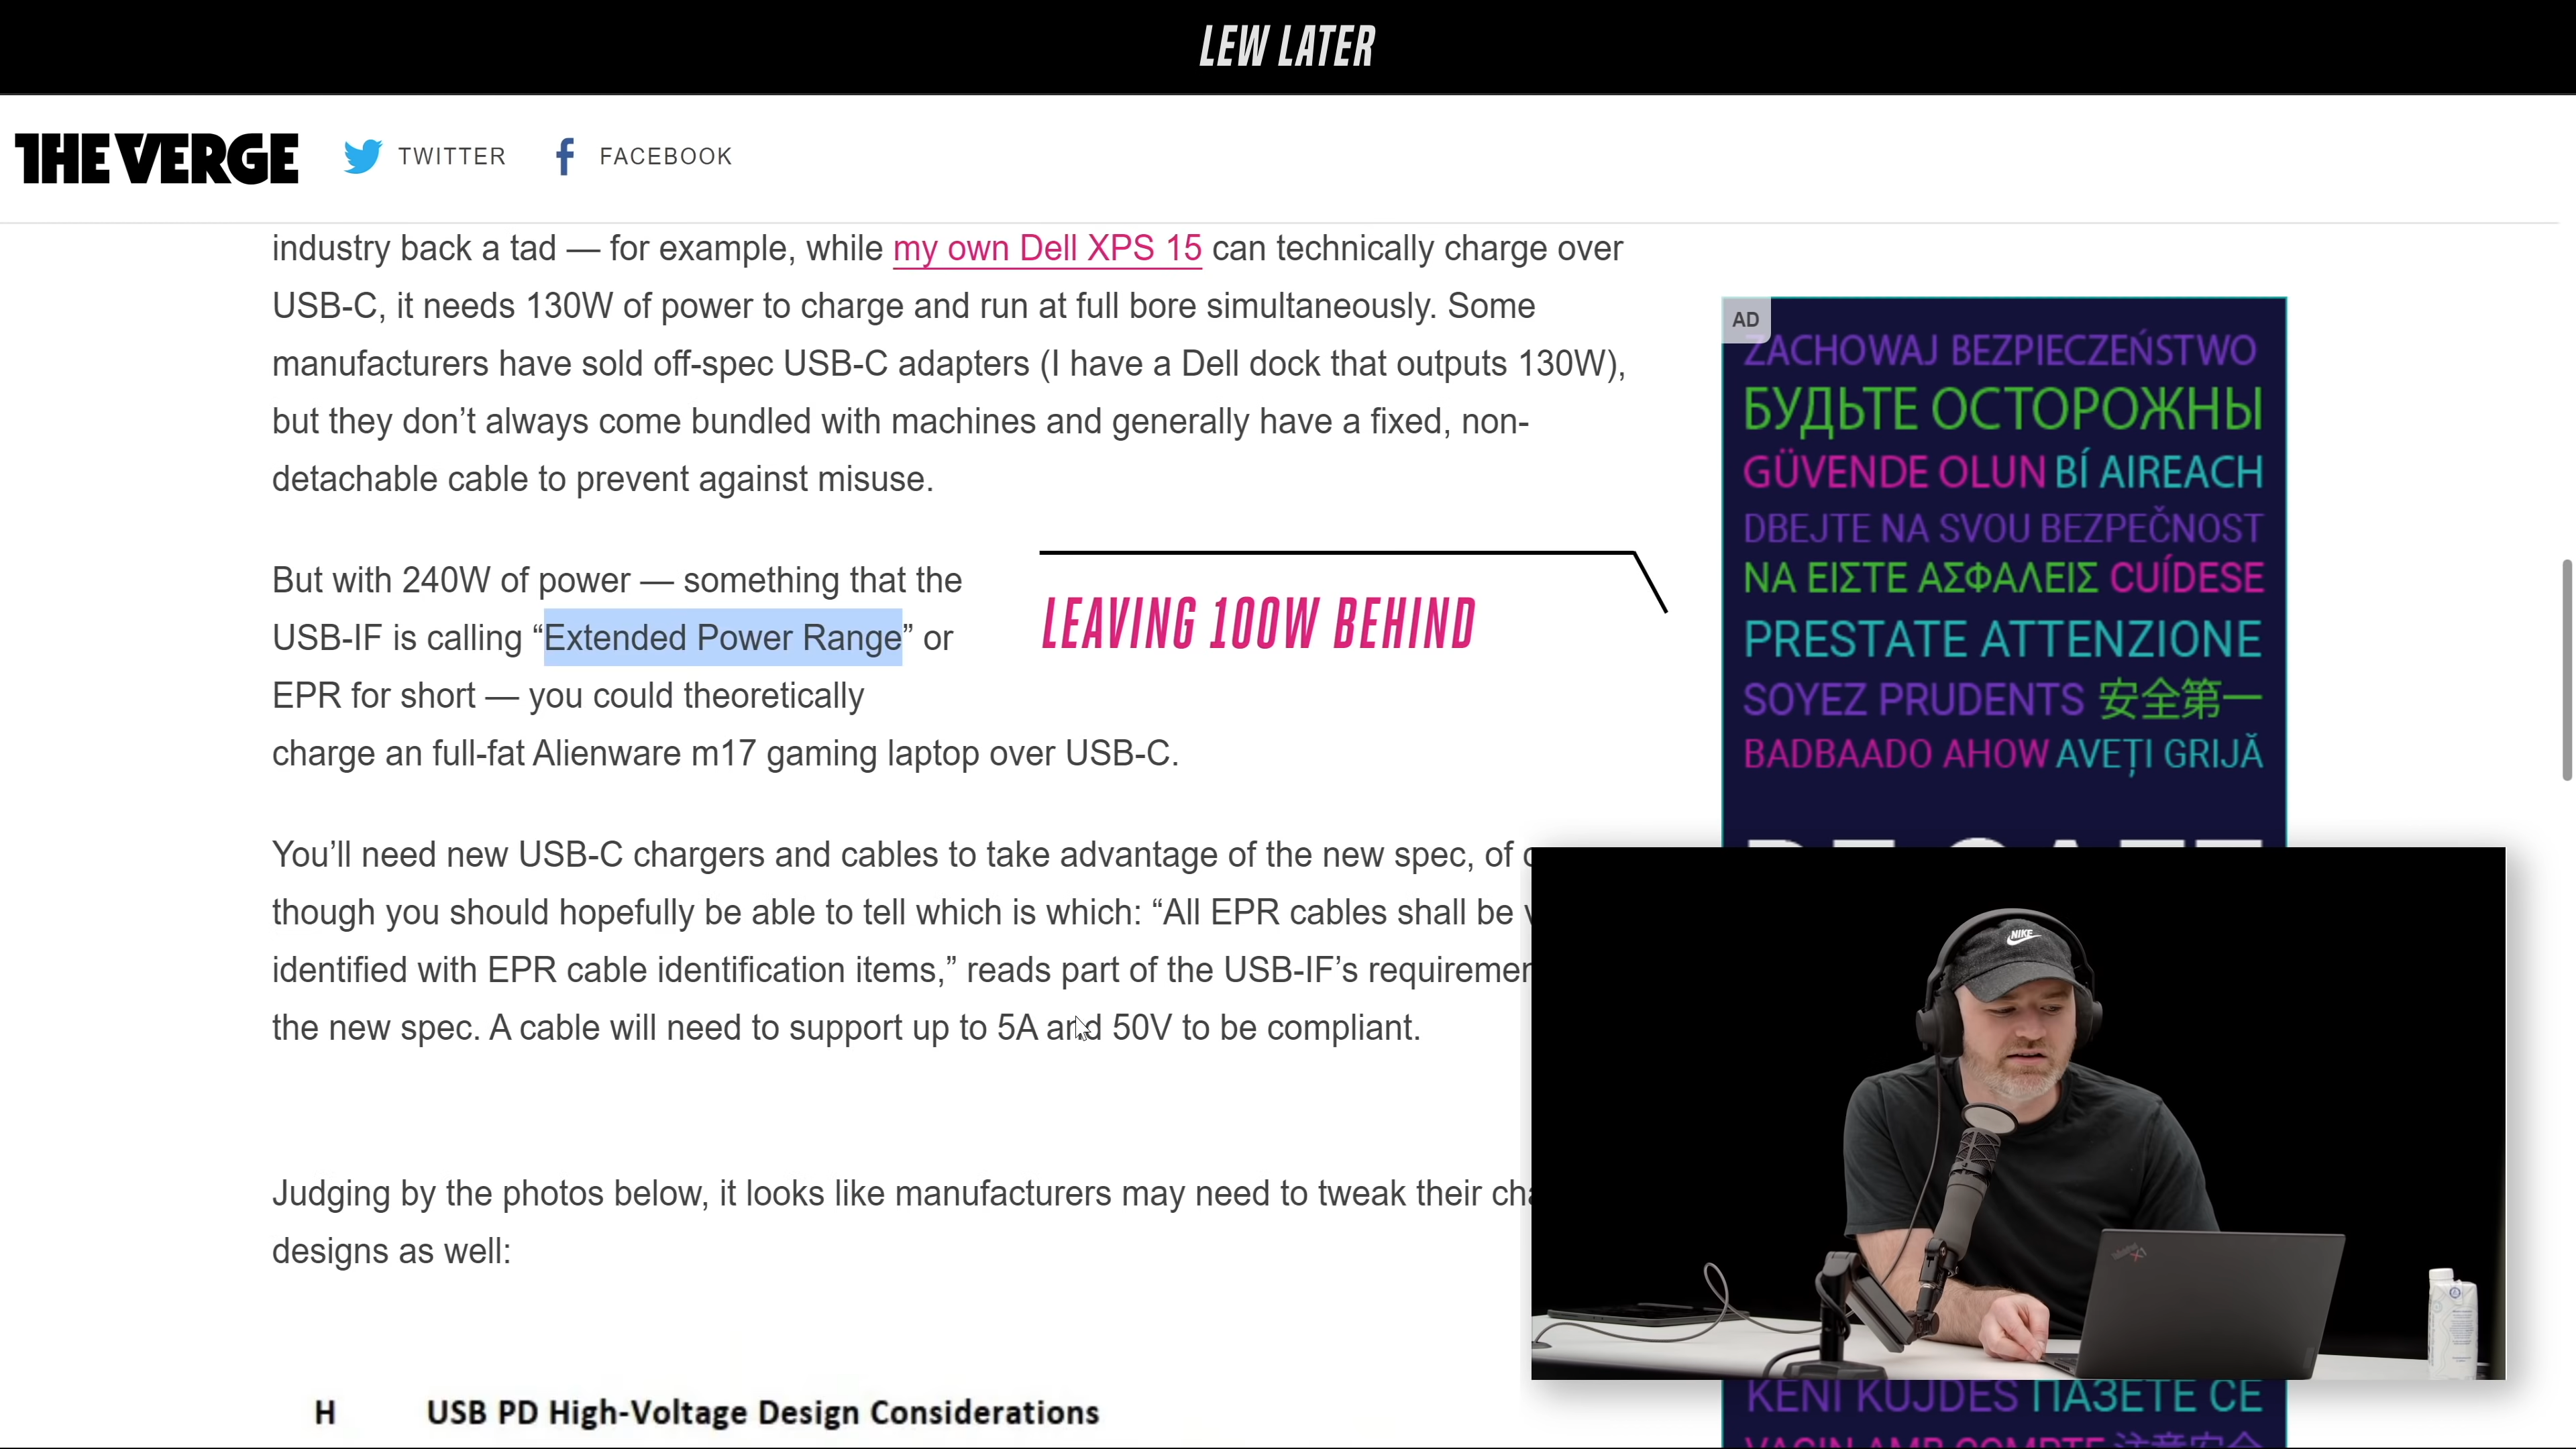 LEW LATER
THE VERGE TWITTER FACEBOOK
industry back a tad — for example, while my own Dell XPS 15 can technically charge over
USB-C, it needs 130W of power to charge and run at full bore simultaneously. Some
manufacturers have sold off-spec USB-C adapters (I have a Dell dock that outputs 130W),
but they don’t always come bundled with machines and generally have a fixed, non-
detachable cable to prevent against misuse.
But with 240W of power — something that the
USB-IF is calling “Extended Power Range” or
EPR for short — you could theoretically
charge an full-fat Alienware m17 gaming laptop over USB-C.
LEAVING 100W BEHIND
You’ll need new USB-C chargers and cables to take advantage of the new spec, of
though you should hopefully be able to tell which is which: “All EPR cables shall be
identified with EPR cable identification items,” reads part of the USB-IF’s
the new spec. A cable will need to support up to 5A and 50V to be compliant.
Judging by the photos below, it looks like manufacturers may need to tweak their
designs as well:
H USB PD High-Voltage Design Considerations
AD
ZACHOWAJ BEZPIECZEŃSTWO
БУДЬТЕ ОСТОРОЖНЫ
GÜVENDE OLUN BÍ AIREACH
DBEJTE NA SVOU BEZPEČNOST
ΝΑ ΕΙΣΤΕ ΑΣΦΑΛΕΙΣ CUÍDESE
PRESTATE ATTENZIONE
SOYEZ PRUDENTS 安全第一
BADBAADO AHOW AVEȚI GRIJĂ
NIKE
KENI KUJDES ПАЗЕТЕ СЕ